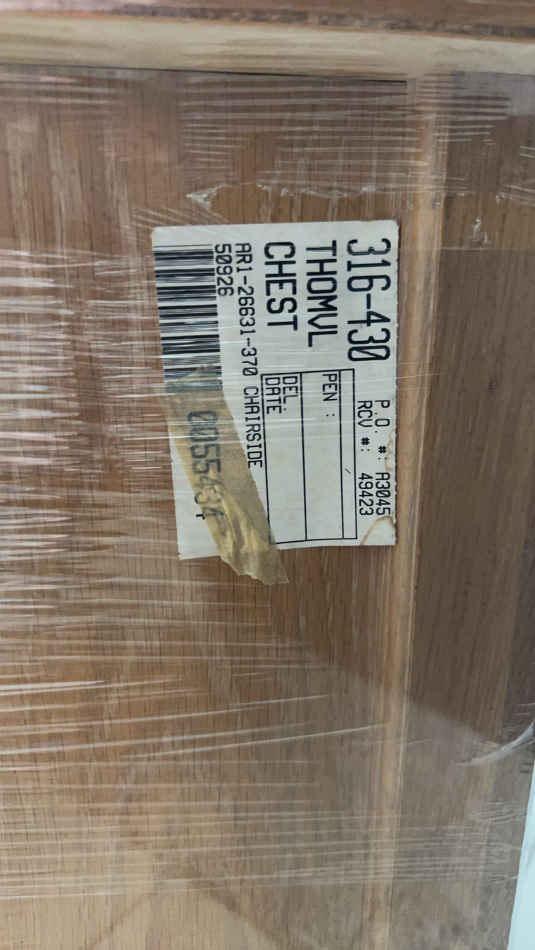 316-430
P.O. #: A3045
RCV #: 49423
THOMVL
CHEST
PEN :
DEL.
DATE
AR1-26631-370 CHAIRSIDE
50926